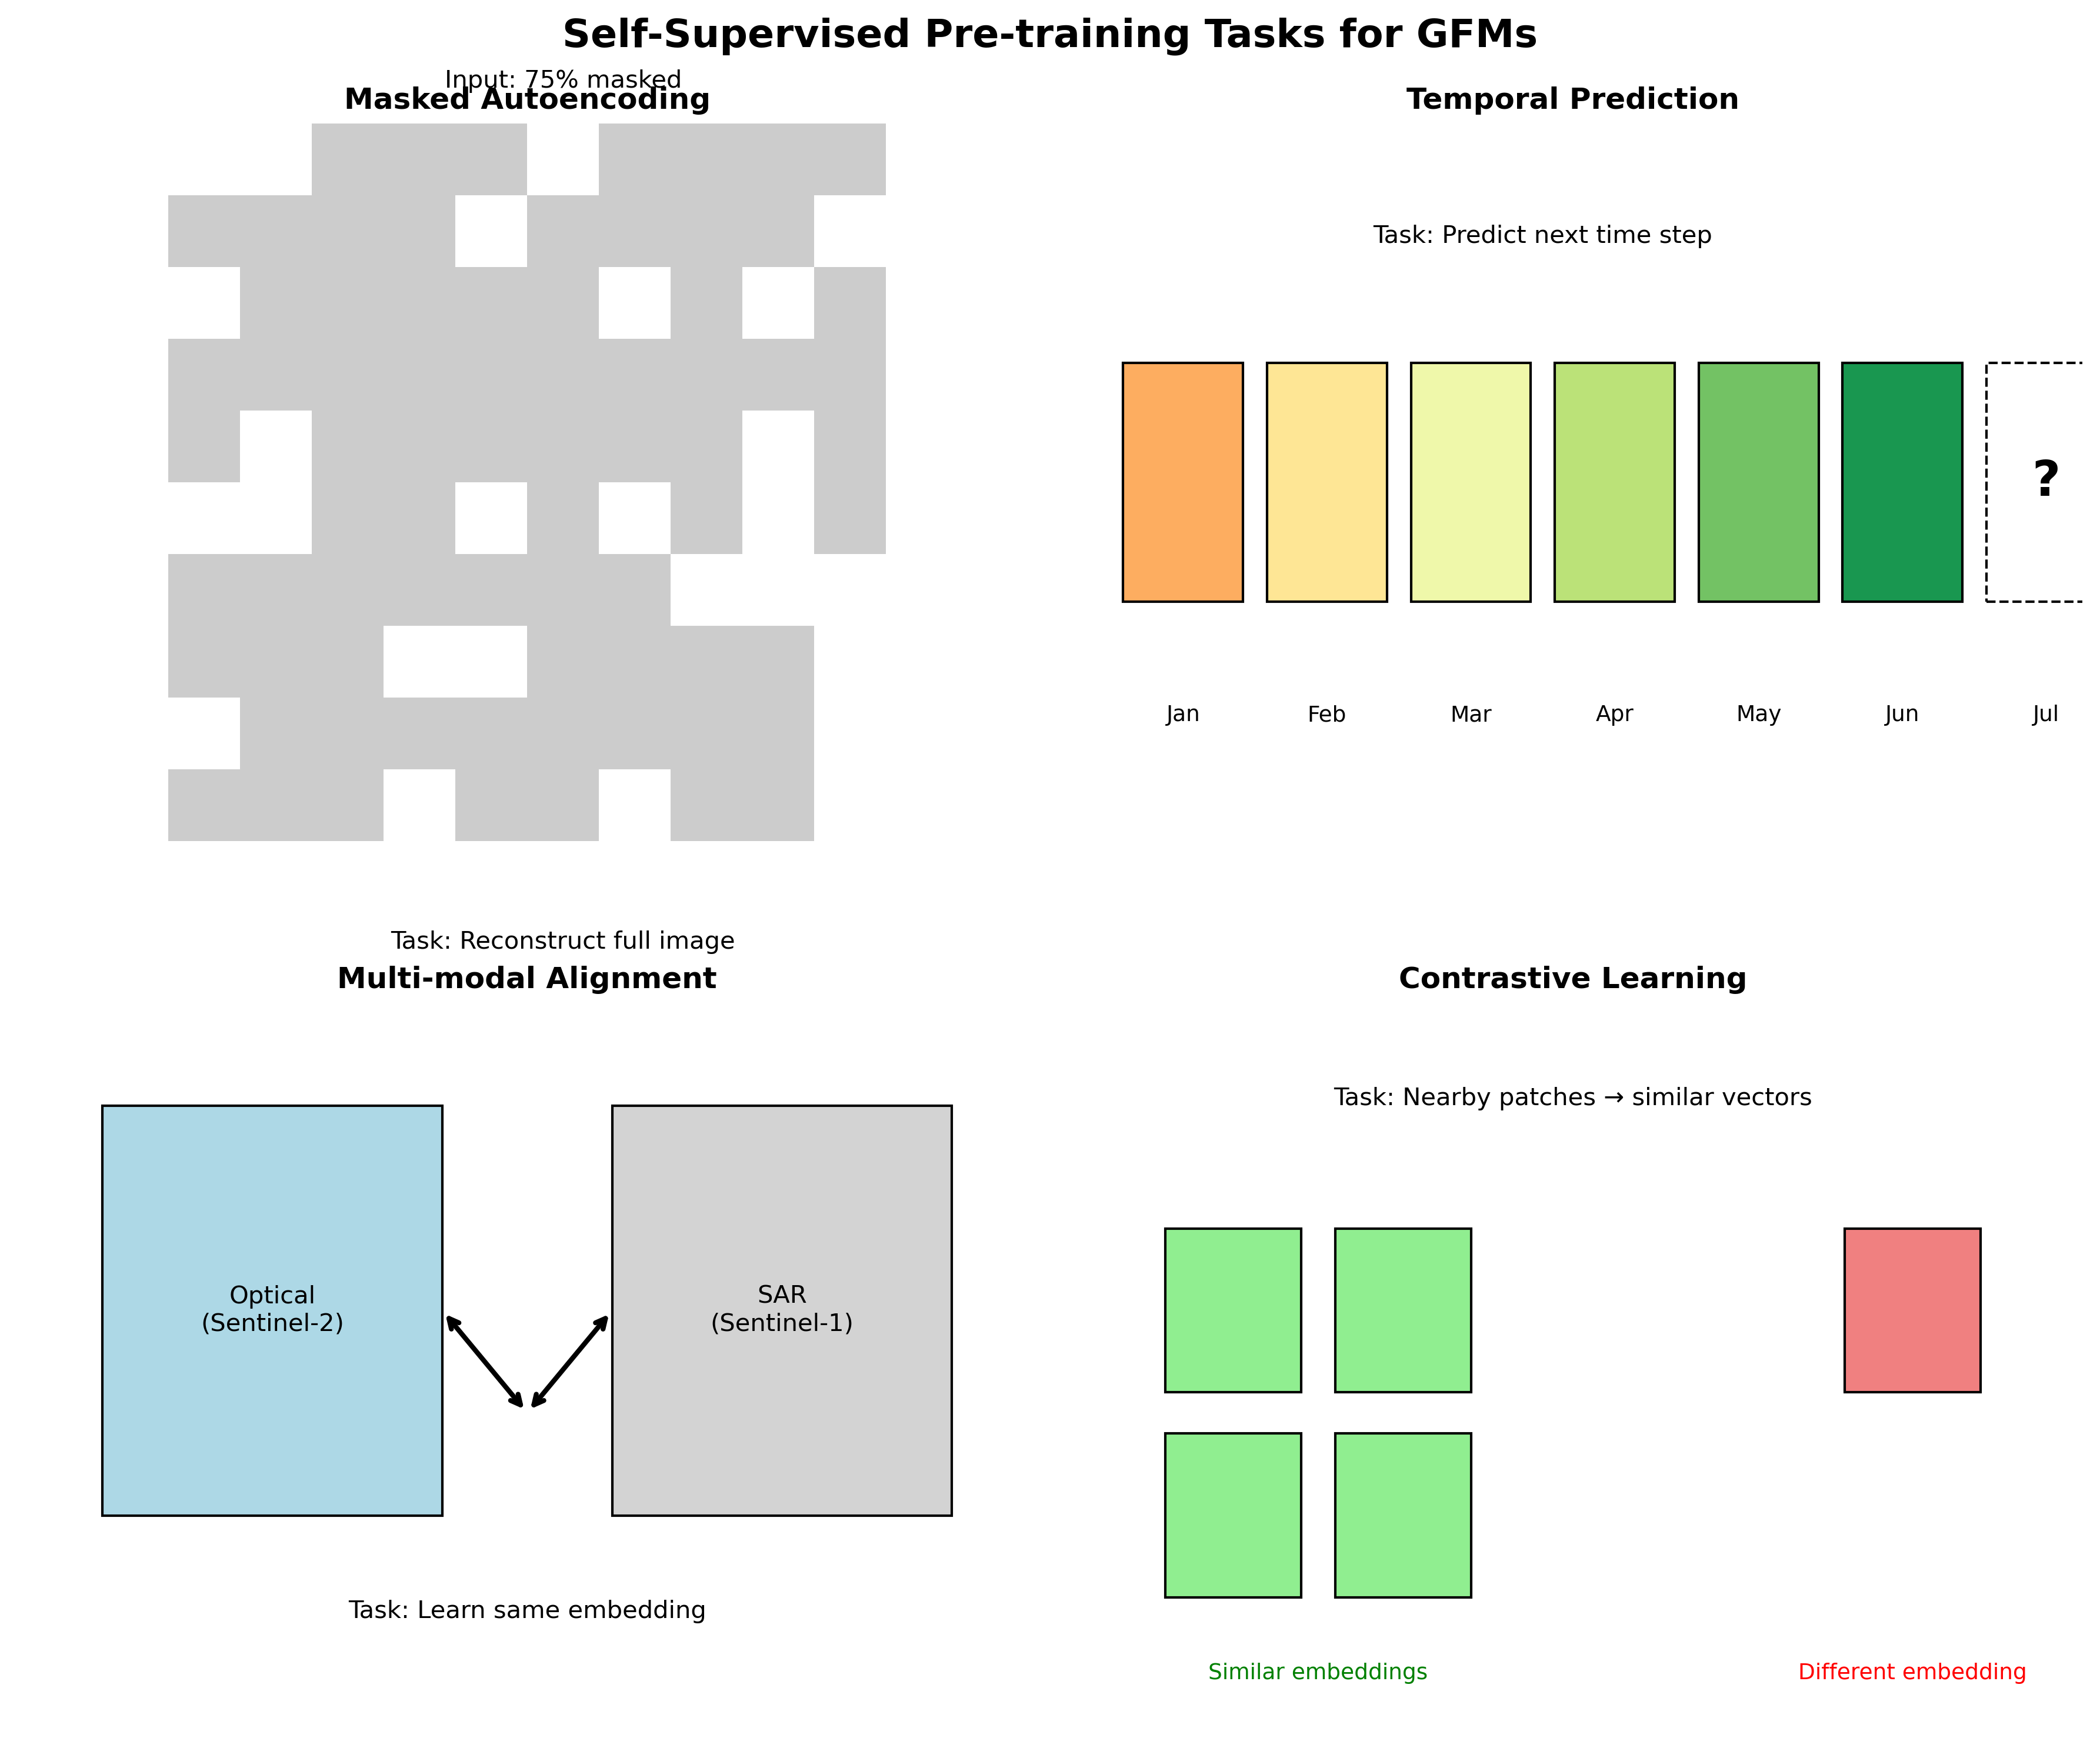 Self-Supervised Pre-training Tasks for GFMs
Input: 75% masked
Masked Autoencoding
Task: Reconstruct full image
Temporal Prediction
Task: Predict next time step
?
Jan Feb Mar Apr May Jun Jul
Multi-modal Alignment
Optical
(Sentinel-2)
SAR
(Sentinel-1)
Task: Learn same embedding
Contrastive Learning
Task: Nearby patches → similar vectors
Similar embeddings
Different embedding